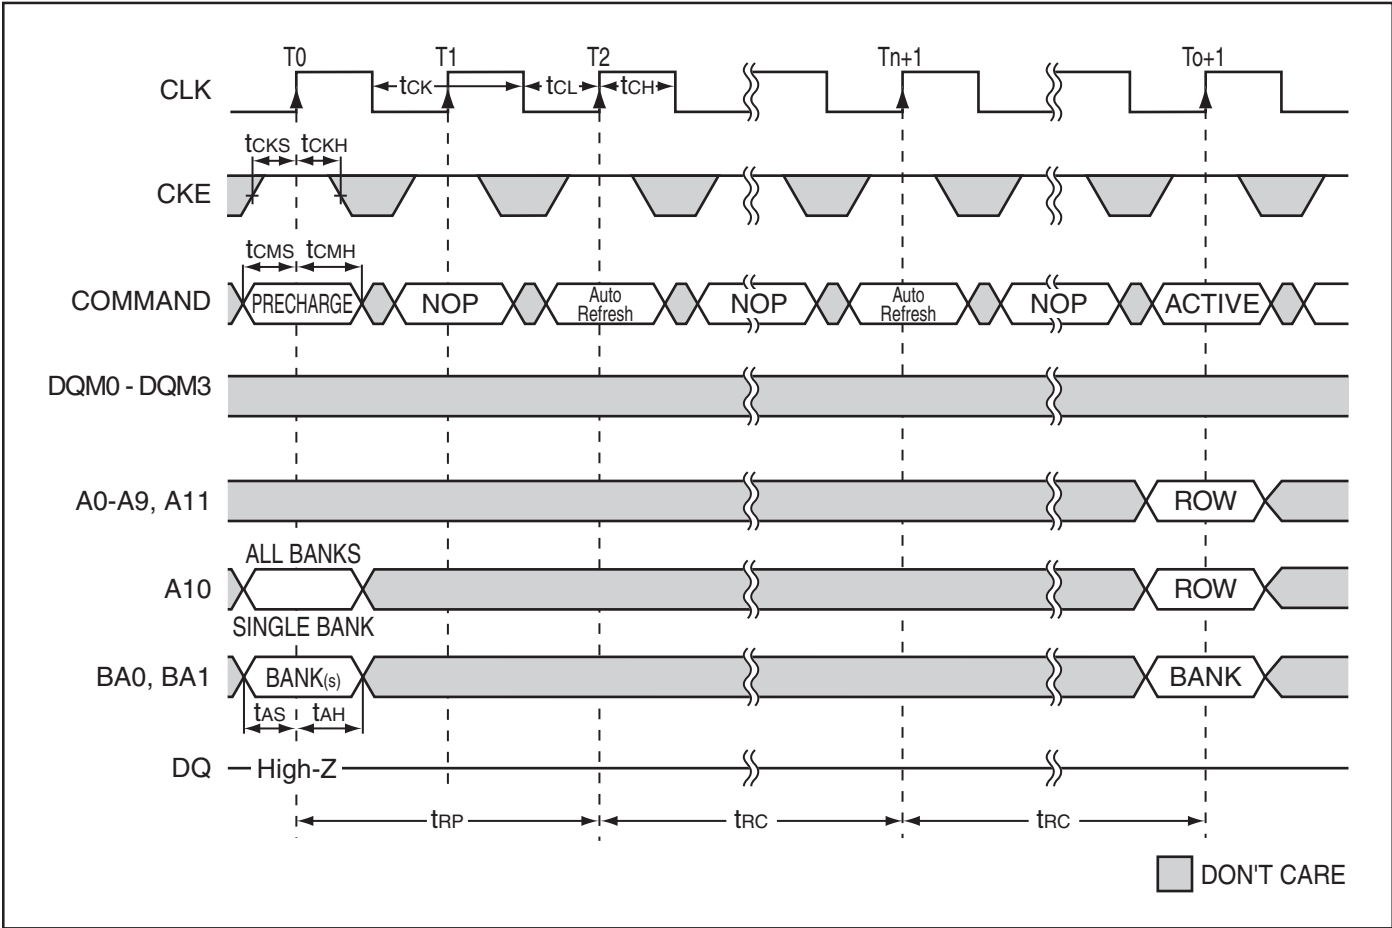 T0 T1 T2 Tn+1 To+1
CLK tCK tCL tCH
tCKS tCKH
CKE
tCMS tCMH
COMMAND PRECHARGE NOP Auto Refresh NOP Auto Refresh NOP ACTIVE
DQM0 - DQM3
A0-A9, A11 ROW
ALL BANKS
A10 ROW
SINGLE BANK
BA0, BA1 BANK(s) BANK
tAS tAH
DQ High-Z
tRP tRC tRC
DON'T CARE